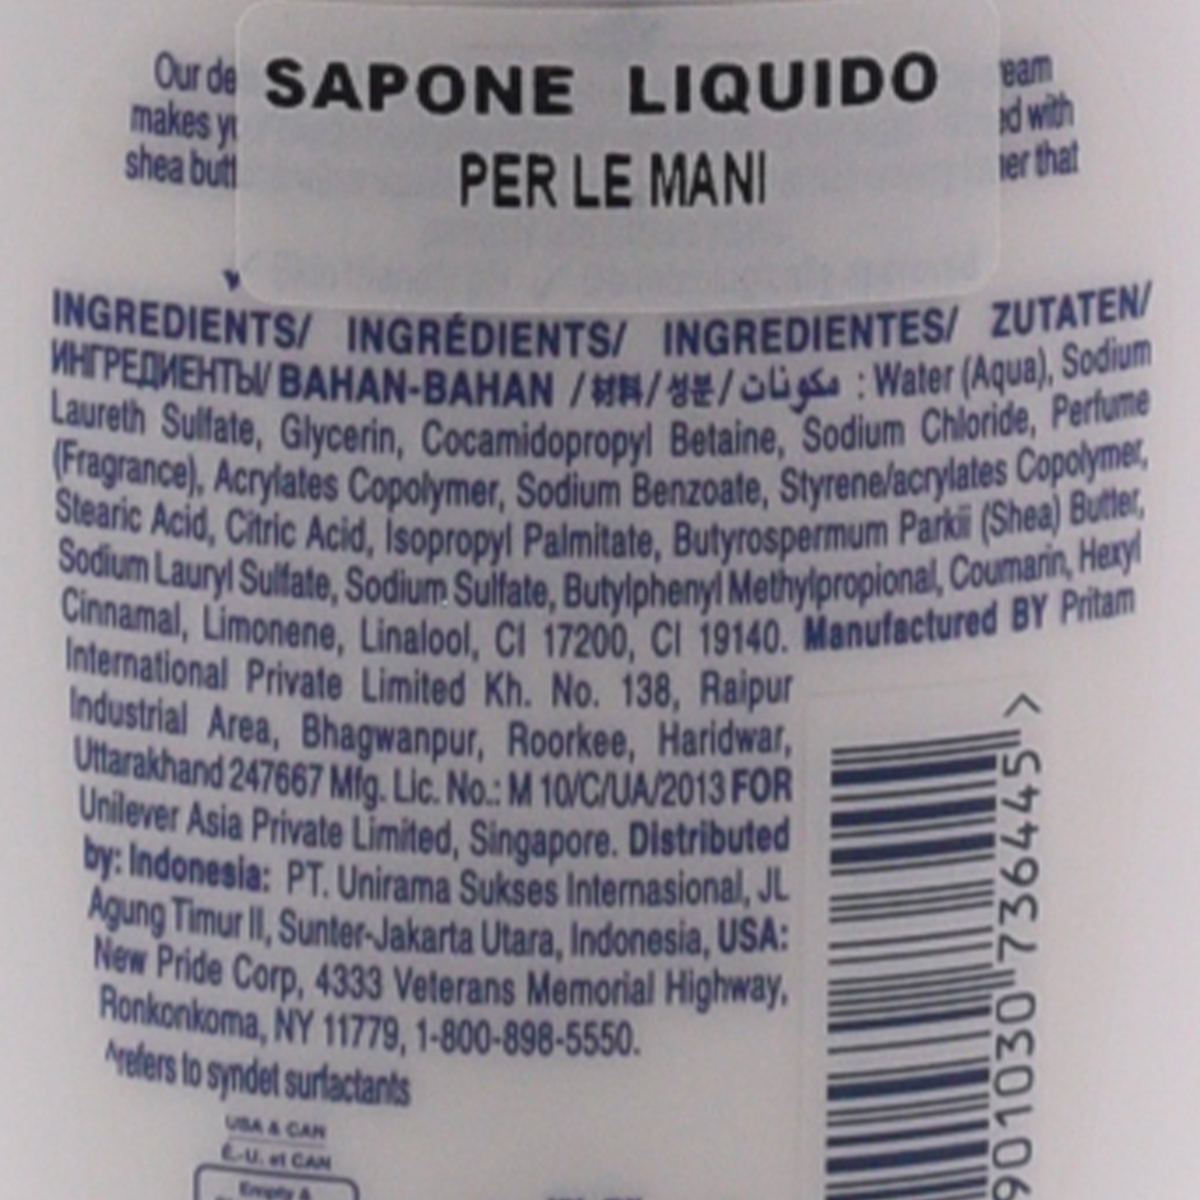 SAPONE LIQUIDO
PER LE MANI
Our de
eam
makes
ed with
shea butt
er that
INGREDIENTS/ INGRÉDIENTS/ INGREDIENTES/ ZUTATEN/
ИНГРЕДИЕНТЫ/ BAHAN-BAHAN /材料/성분/مكونات : Water (Aqua), Sodium
Laureth Sulfate, Glycerin, Cocamidopropyl Betaine, Sodium Chloride, Perfume
(Fragrance), Acrylates Copolymer, Sodium Benzoate, Styrene/acrylates Copolymer,
Stearic Acid, Citric Acid, Isopropyl Palmitate, Butyrospermum Parkii (Shea) Butter,
Sodium Lauryl Sulfate, Sodium Sulfate, Butylphenyl Methylpropional, Coumarin, Hexyl
Cinnamal, Limonene, Linalool, CI 17200, CI 19140. Manufactured BY Pritam
International Private Limited Kh. No. 138, Raipur
Industrial Area, Bhagwanpur, Roorkee, Haridwar,
Uttarakhand 247667 Mfg. Lic. No.: M 10/C/UA/2013 FOR
Unilever Asia Private Limited, Singapore. Distributed
by: Indonesia: PT. Unirama Sukses Internasional, JL
Agung Timur II, Sunter-Jakarta Utara, Indonesia, USA:
New Pride Corp, 4333 Veterans Memorial Highway,
Ronkonkoma, NY 11779, 1-800-898-5550.
^refers to syndet surfactants
USA & CAN
É.-U. et CAN
Empty &
901030 736445 >